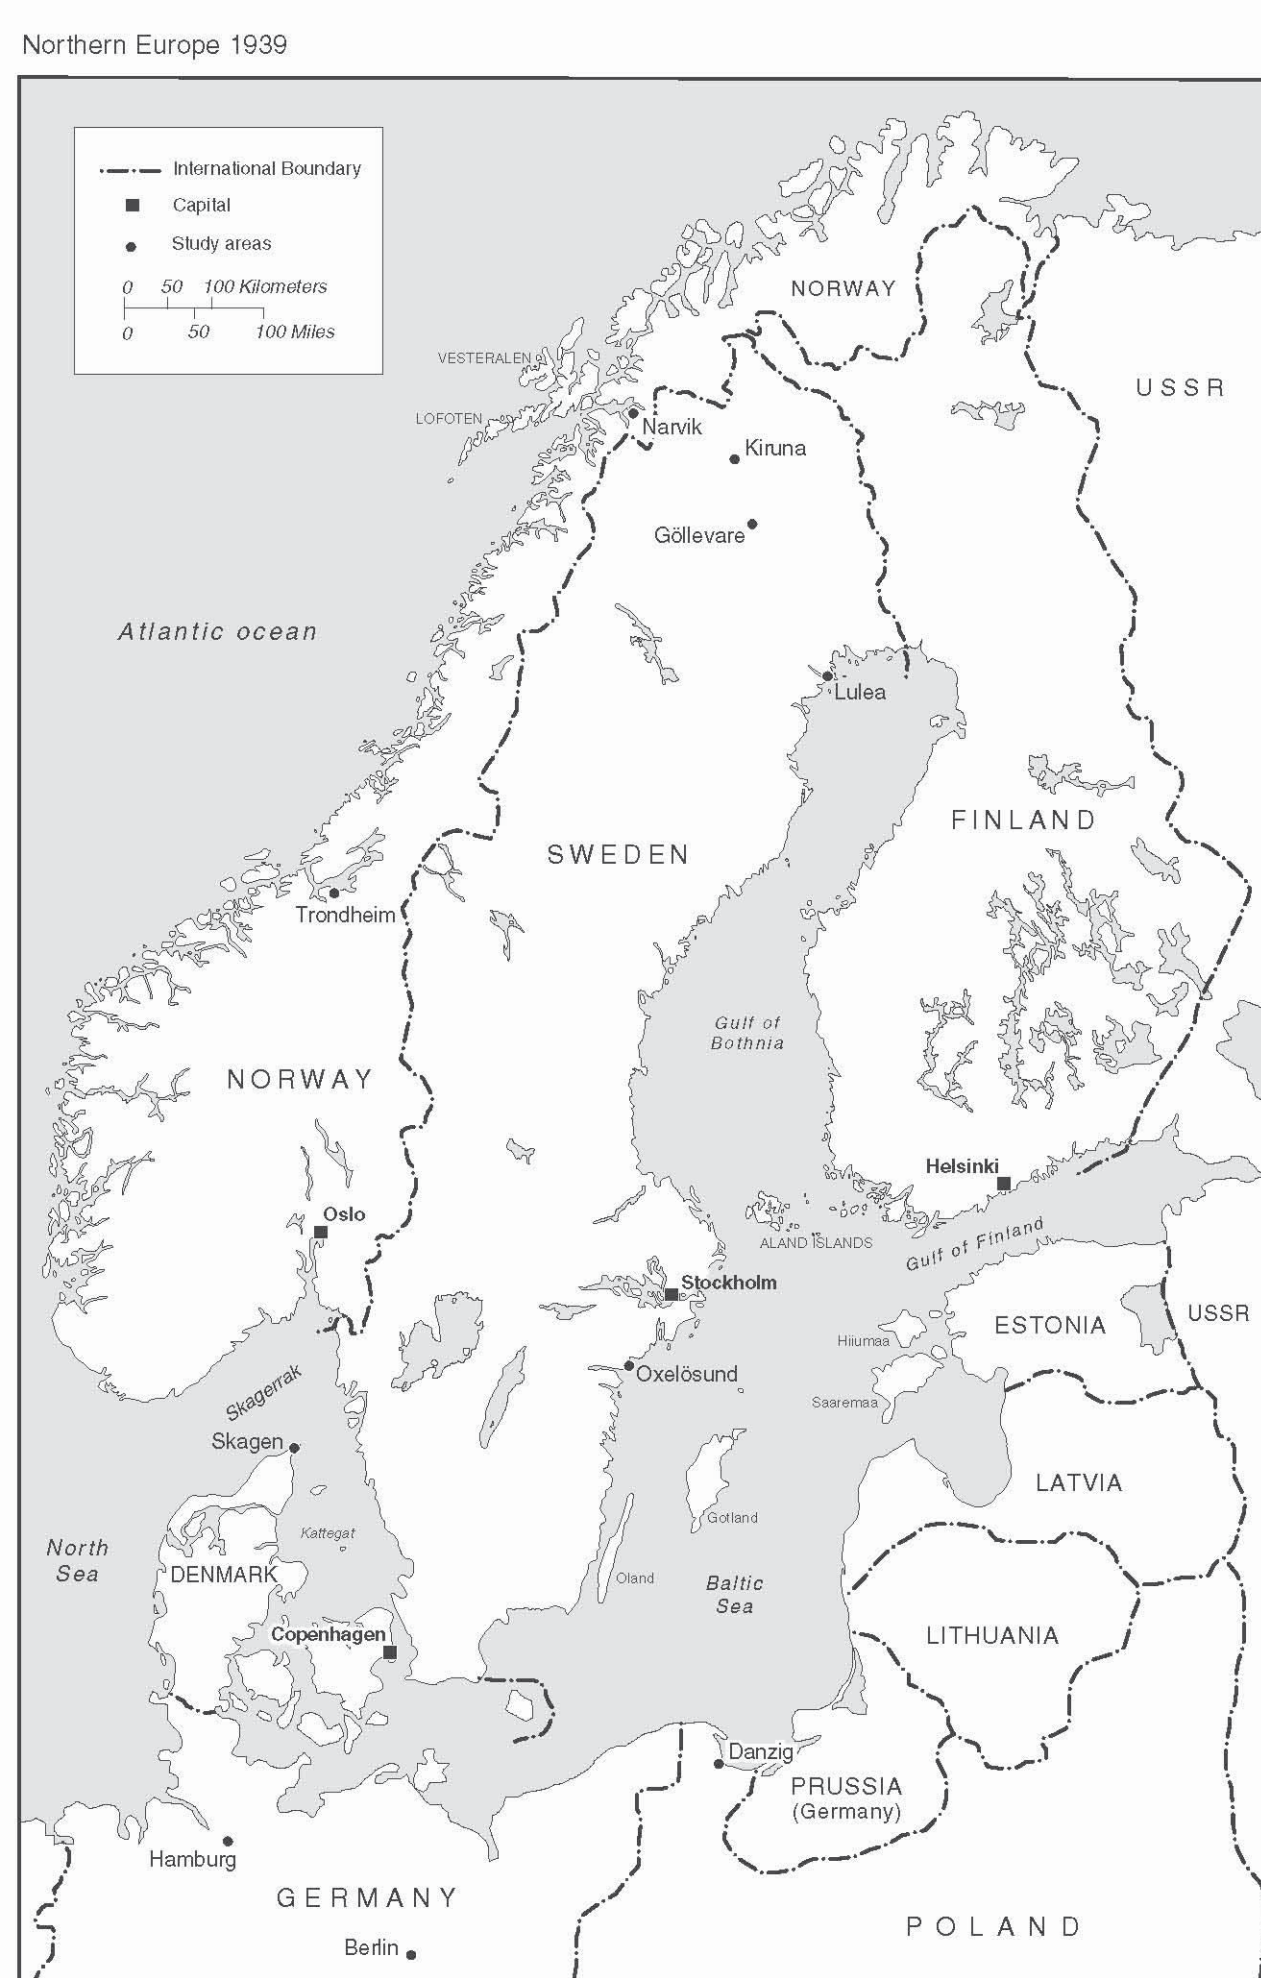 Northern Europe 1939
International Boundary
Capital
Study areas
0 50 100 Kilometers
0 50 100 Miles
NORWAY
VESTERALEN
USSR
LOFOTEN
Narvik
Kiruna
Göllevare
Atlantic ocean
Lulea
FINLAND
SWEDEN
Trondheim
Gulf of
Bothnia
NORWAY
Helsinki
Oslo
ALAND ISLANDS
Gulf of Finland
Stockholm
ESTONIA
USSR
Hiiumaa
Oxelösund
Skagerrak
Saaremaa
Skagen
LATVIA
Gotland
Kattegat
North
Sea
DENMARK
Oland
Baltic
Sea
Copenhagen
LITHUANIA
Danzig
PRUSSIA
(Germany)
Hamburg
GERMANY
POLAND
Berlin